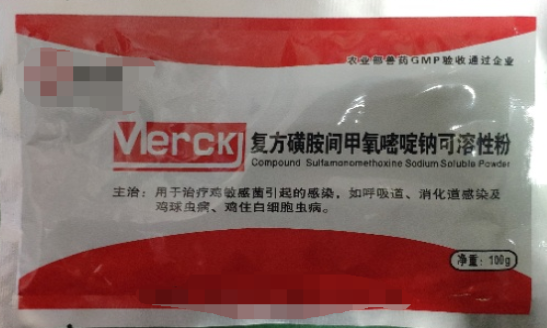 农业部兽药GMP验收通过企业
Merck 复方磺胺间甲氧嘧啶钠可溶性粉
Compound Sulfamonomethoxine Sodium Soluble Powder
主治：用于治疗鸡敏感菌引起的感染，如呼吸道、消化道感染及
鸡球虫病、鸡住白细胞虫病。
净重：100g